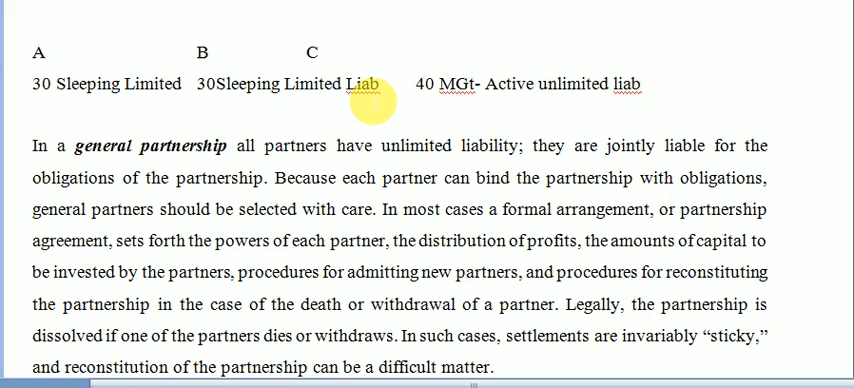 A B C
30 Sleeping Limited 30Sleeping Limited Liab 40 MGt- Active unlimited liab
In a general partnership all partners have unlimited liability; they are jointly liable for the
obligations of the partnership. Because each partner can bind the partnership with obligations,
general partners should be selected with care. In most cases a formal arrangement, or partnership
agreement, sets forth the powers of each partner, the distribution of profits, the amounts of capital to
be invested by the partners, procedures for admitting new partners, and procedures for reconstituting
the partnership in the case of the death or withdrawal of a partner. Legally, the partnership is
dissolved if one of the partners dies or withdraws. In such cases, settlements are invariably “sticky,”
and reconstitution of the partnership can be a difficult matter.